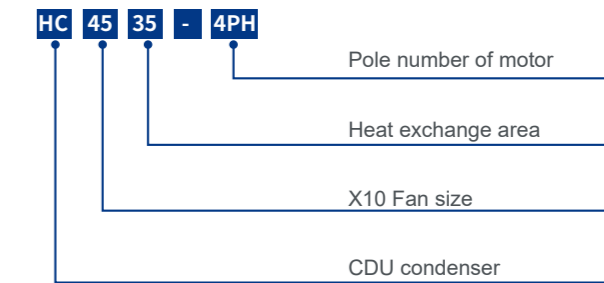 HC 45 35 - 4PH
Pole number of motor
Heat exchange area
X10 Fan size
CDU condenser